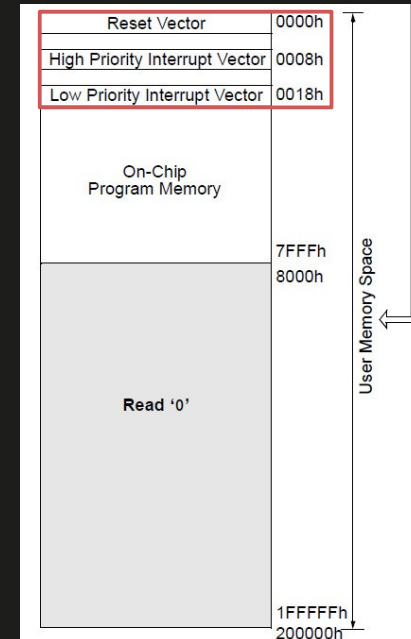 Reset Vector 0000h
High Priority Interrupt Vector 0008h
Low Priority Interrupt Vector 0018h
On-Chip
Program Memory
7FFFh
8000h
User Memory Space
Read ‘0’
1FFFFFh
200000h